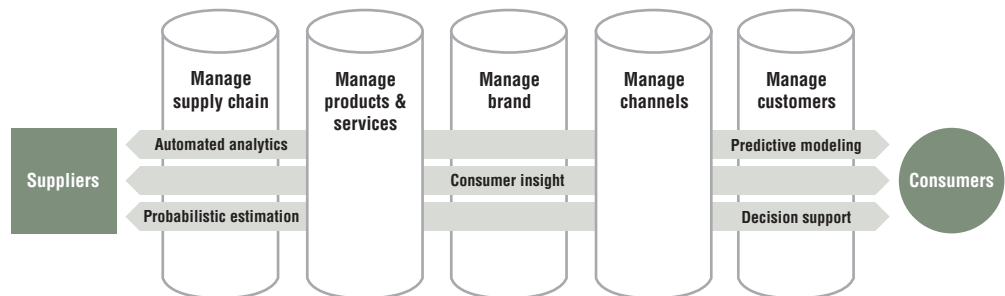 Manage
supply chain
Manage
products &
services
Manage
brand
Manage
channels
Manage
customers
Automated analytics
Predictive modeling
Suppliers
Consumer insight
Consumers
Probabilistic estimation
Decision support